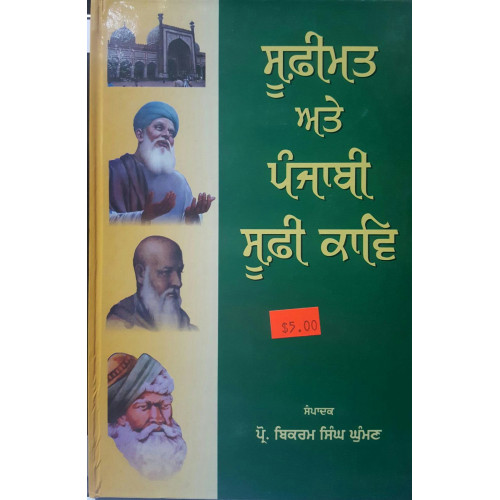 ਸੂਫ਼ੀਮਤ
ਅਤੇ
ਪੰਜਾਬੀ
ਸੂਫ਼ੀ ਕਾਵਿ
$5.00
ਸੰਪਾਦਕ
ਪ੍ਰੋ. ਬਿਕਰਮ ਸਿੰਘ ਘੁੰਮਣ